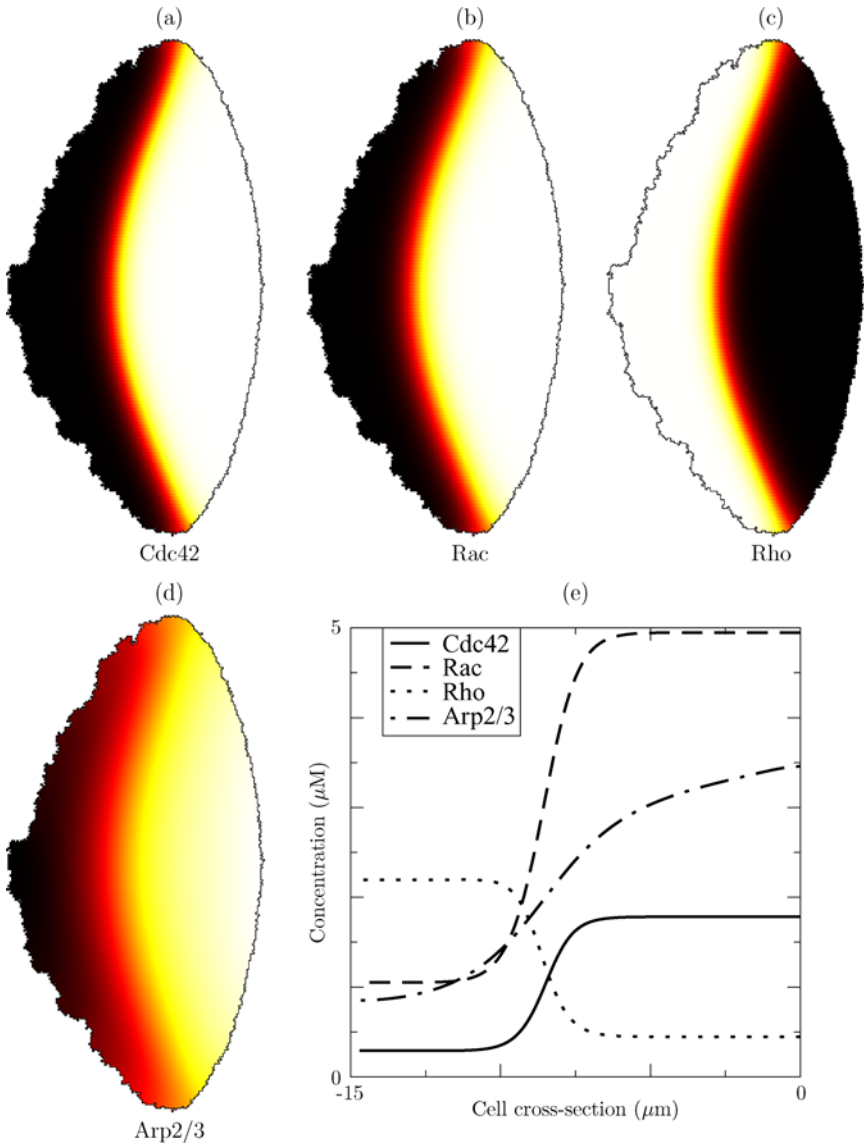 (a)
(b)
(c)
Cdc42
Rac
Rho
(d)
(e)
5
Cdc42
Rac
Rho
Arp2/3
Concentration (μM)
0
-15
0
Cell cross-section (μm)
Arp2/3